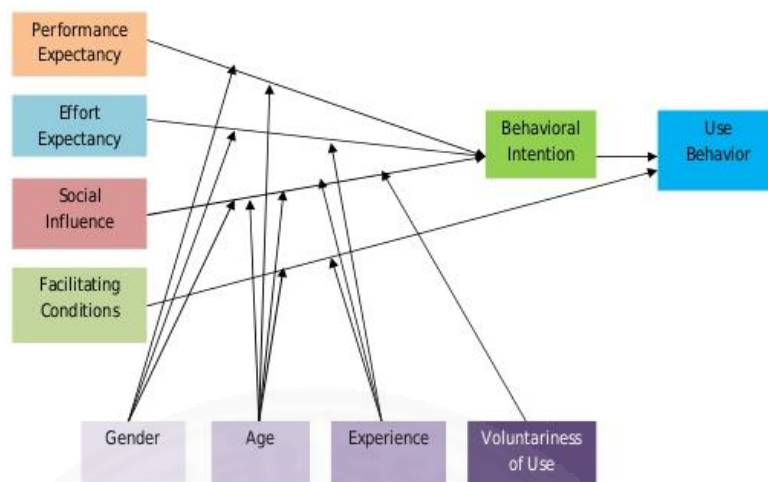 Performance
Expectancy
Effort
Expectancy
Social
Influence
Facilitating
Conditions
Behavioral
Intention
Use
Behavior
Gender
Age
Experience
Voluntariness
of Use